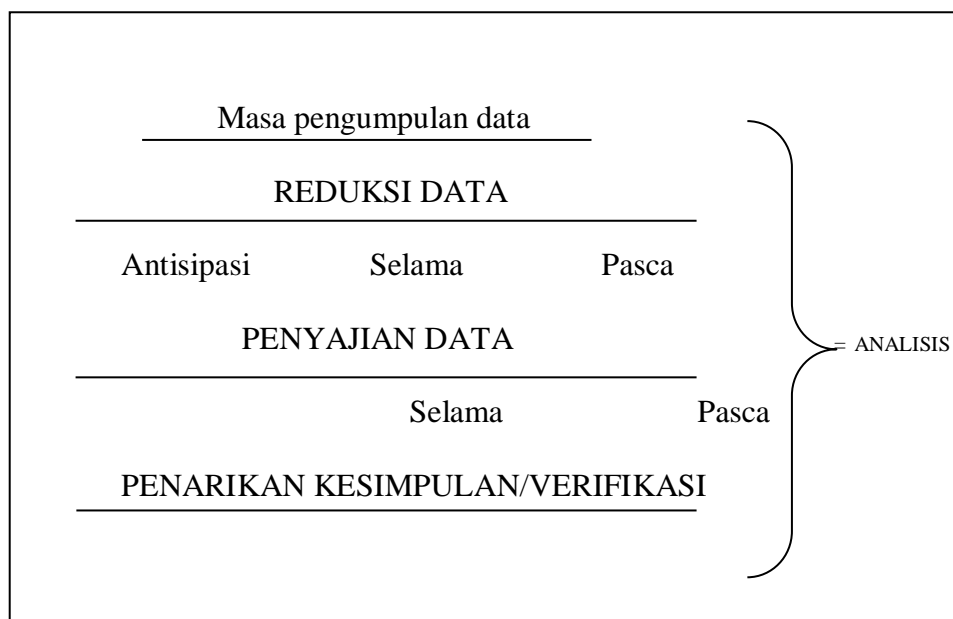 Masa pengumpulan data
REDUKSI DATA
Antisipasi Selama Pasca
PENYAJIAN DATA
= ANALISIS
Selama Pasca
PENARIKAN KESIMPULAN/VERIFIKASI